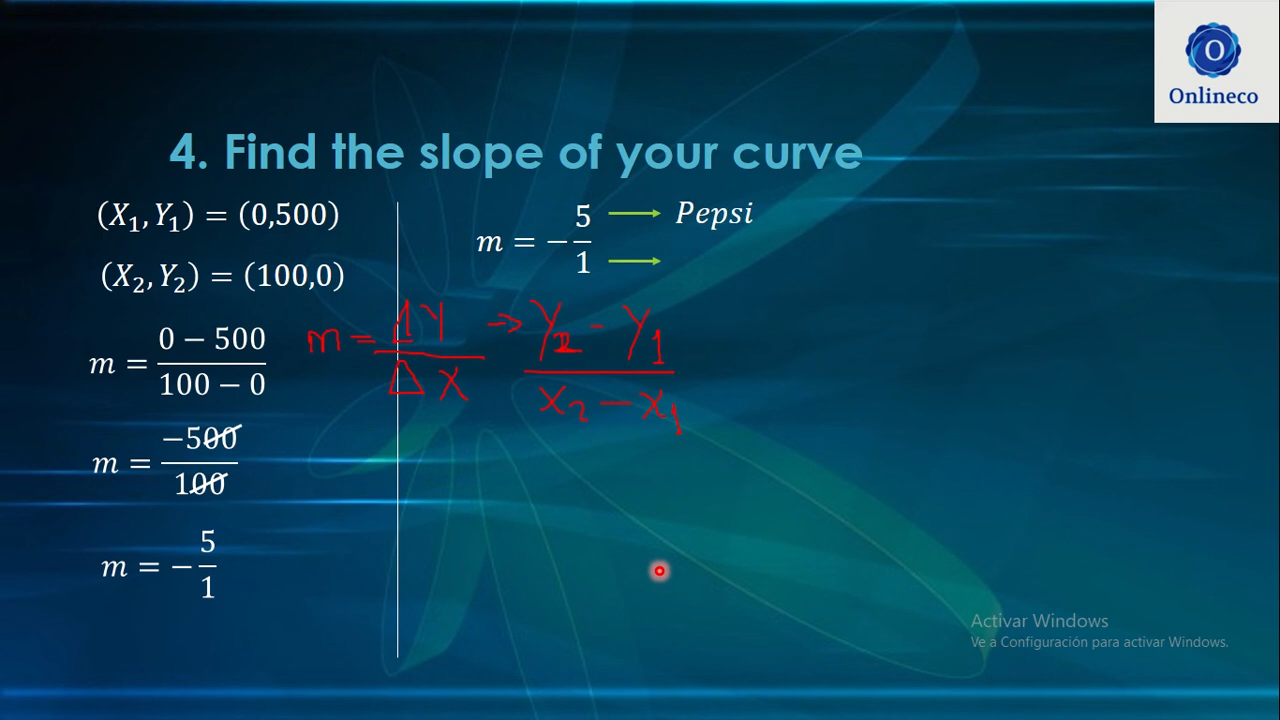 O
Onlineco
4. Find the slope of your curve
(X₁, Y₁) = (0,500)
(X₂, Y₂) = (100,0)
m = (0 − 500)/(100 − 0)
m = −500/100
m = −5/1
m = −5/1 → Pepsi
→
m = ΔY/ΔX → (Y₂ − Y₁)/(X₂ − X₁)
Activar Windows
Ve a Configuración para activar Windows.